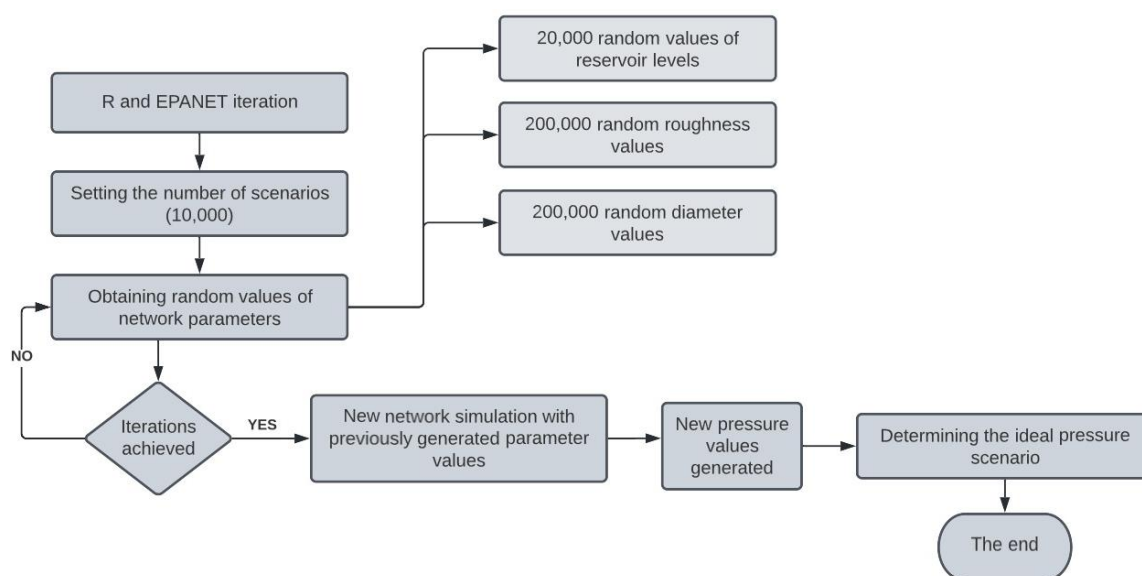 20,000 random values of
reservoir levels
R and EPANET iteration
200,000 random roughness
values
Setting the number of scenarios
(10,000)
200,000 random diameter
values
Obtaining random values of
network parameters
NO
Iterations
achieved
YES
New network simulation with
previously generated parameter
values
New pressure
values
generated
Determining the ideal pressure
scenario
The end